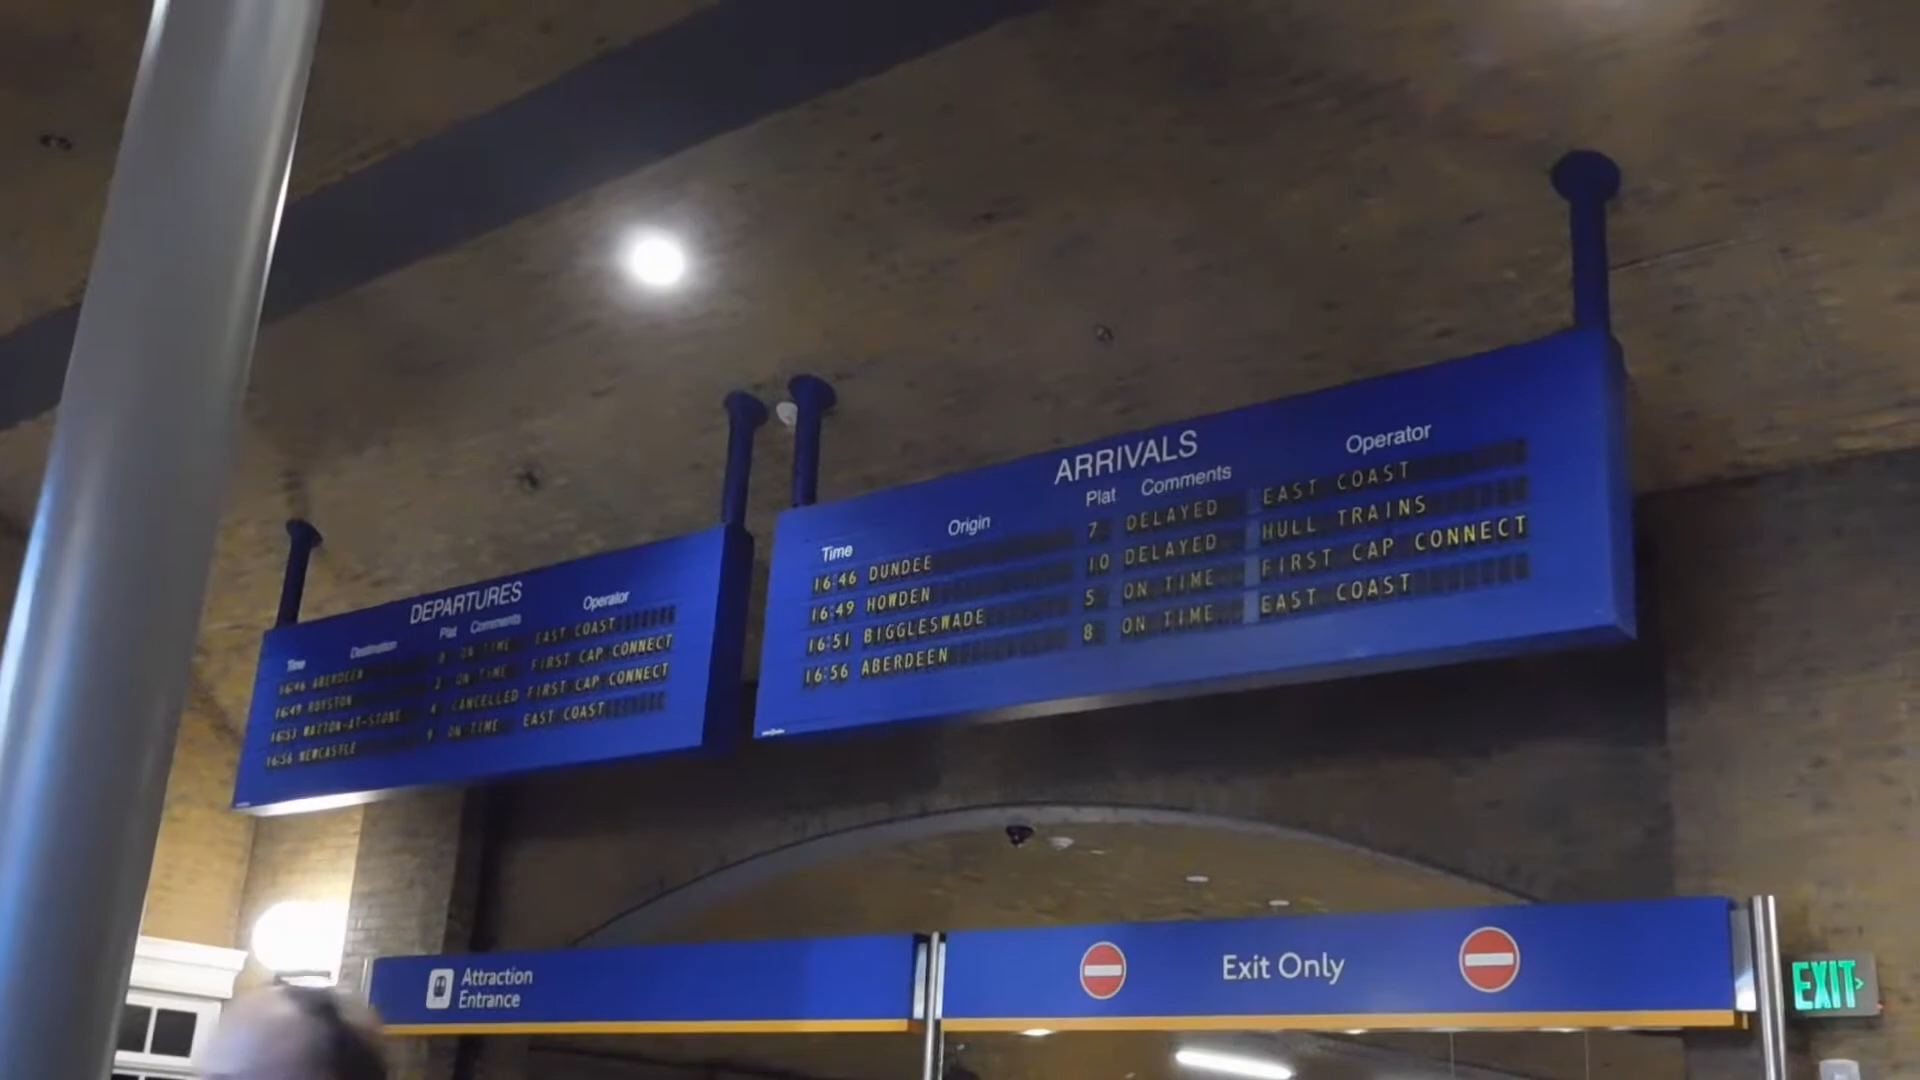 DEPARTURES
Time Destination Plat Comments Operator
16:46 ABERDEEN 8 ON TIME EAST COAST
16:49 ROYSTON 2 ON TIME FIRST CAP CONNECT
16:53 WATTON-AT-STONE 4 CANCELLED FIRST CAP CONNECT
16:56 NEWCASTLE 9 ON TIME EAST COAST
ARRIVALS
Time Origin Plat Comments Operator
16:46 DUNDEE 7 DELAYED EAST COAST
16:49 HOWDEN 10 DELAYED HULL TRAINS
16:51 BIGGLESWADE 5 ON TIME FIRST CAP CONNECT
16:56 ABERDEEN 8 ON TIME EAST COAST
Attraction
Entrance
Exit Only
EXIT